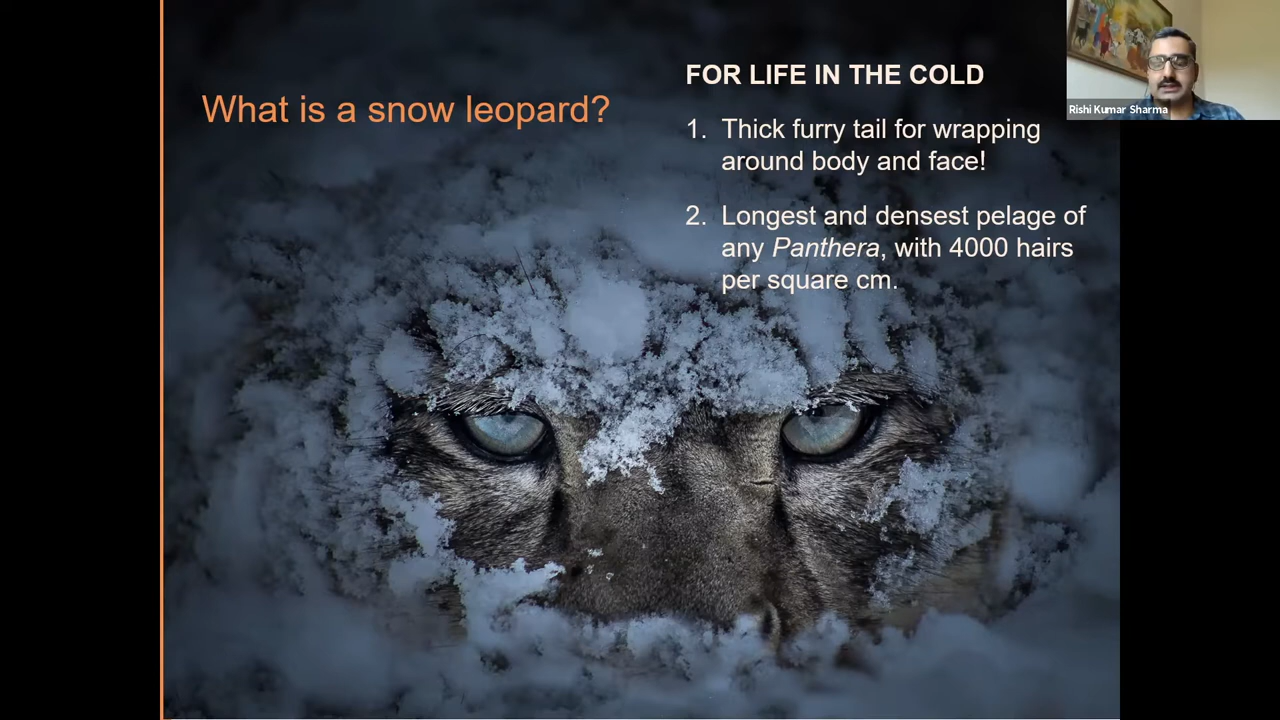 What is a snow leopard?
FOR LIFE IN THE COLD
1. Thick furry tail for wrapping
around body and face!
2. Longest and densest pelage of
any Panthera, with 4000 hairs
per square cm.
Rishi Kumar Sharma